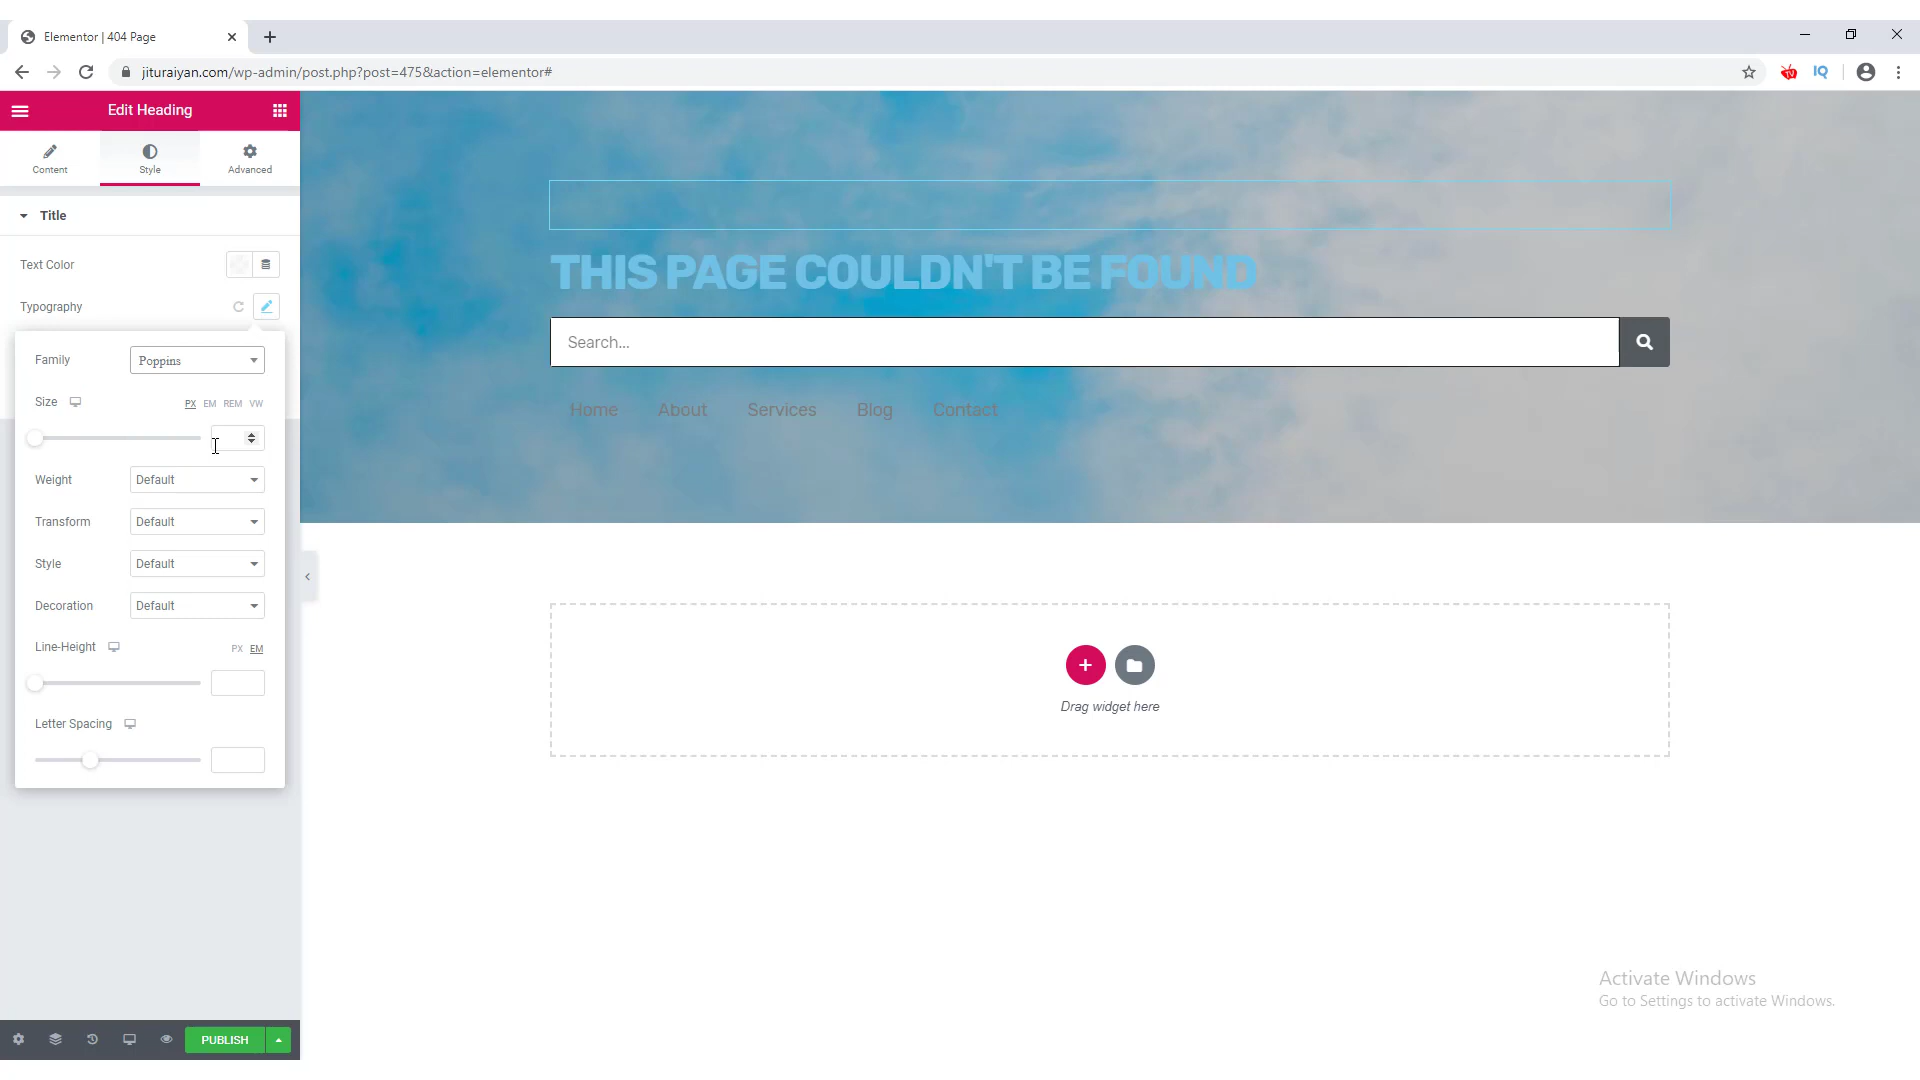 Elementor | 404 Page
jituraiyan.com/wp-admin/post.php?post=475&action=elementor#
IQ
Edit Heading
Content Style Advanced
Title
Text Color
Typography
Family Poppins
Size PX EM REM VW
Weight Default
Transform Default
Style Default
Decoration Default
Line-Height PX EM
Letter Spacing
PUBLISH
THIS PAGE COULDN'T BE FOUND
Search...
Home About Services Blog Contact
Drag widget here
Activate Windows
Go to Settings to activate Windows.